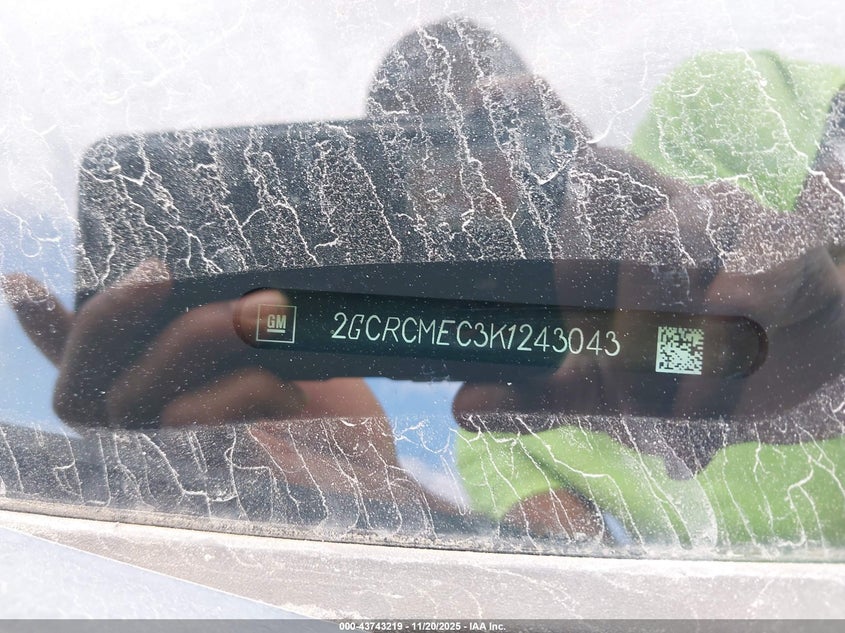 GM 2GCRCMEC3K1243043
000-43743219 - 11/20/2025 - IAA Inc.